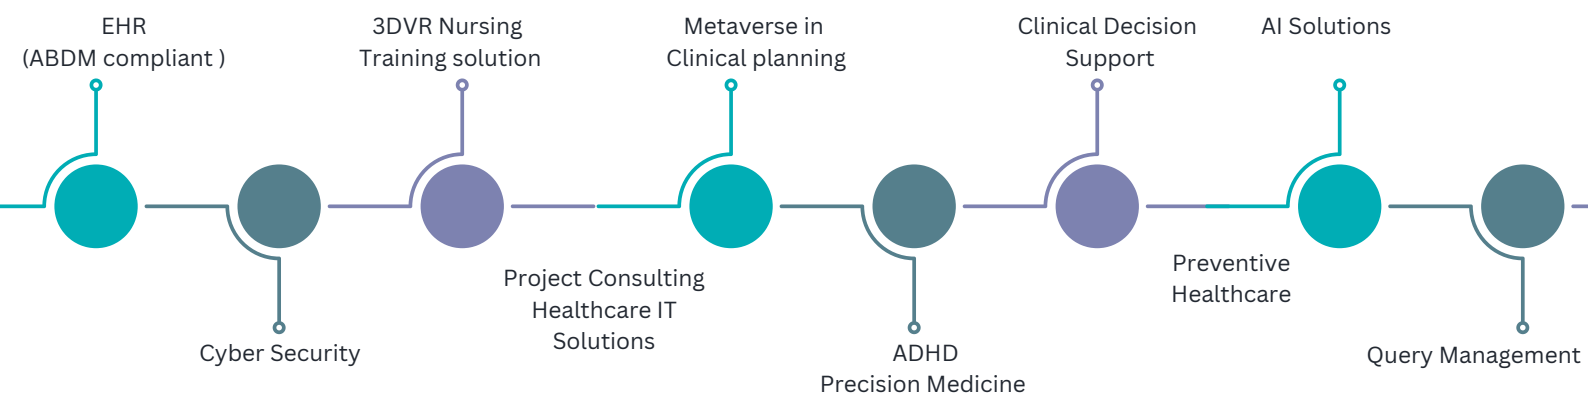 EHR
(ABDM compliant )
3DVR Nursing
Training solution
Metaverse in
Clinical planning
Clinical Decision
Support
AI Solutions
Cyber Security
Project Consulting
Healthcare IT
Solutions
ADHD
Precision Medicine
Preventive
Healthcare
Query Management